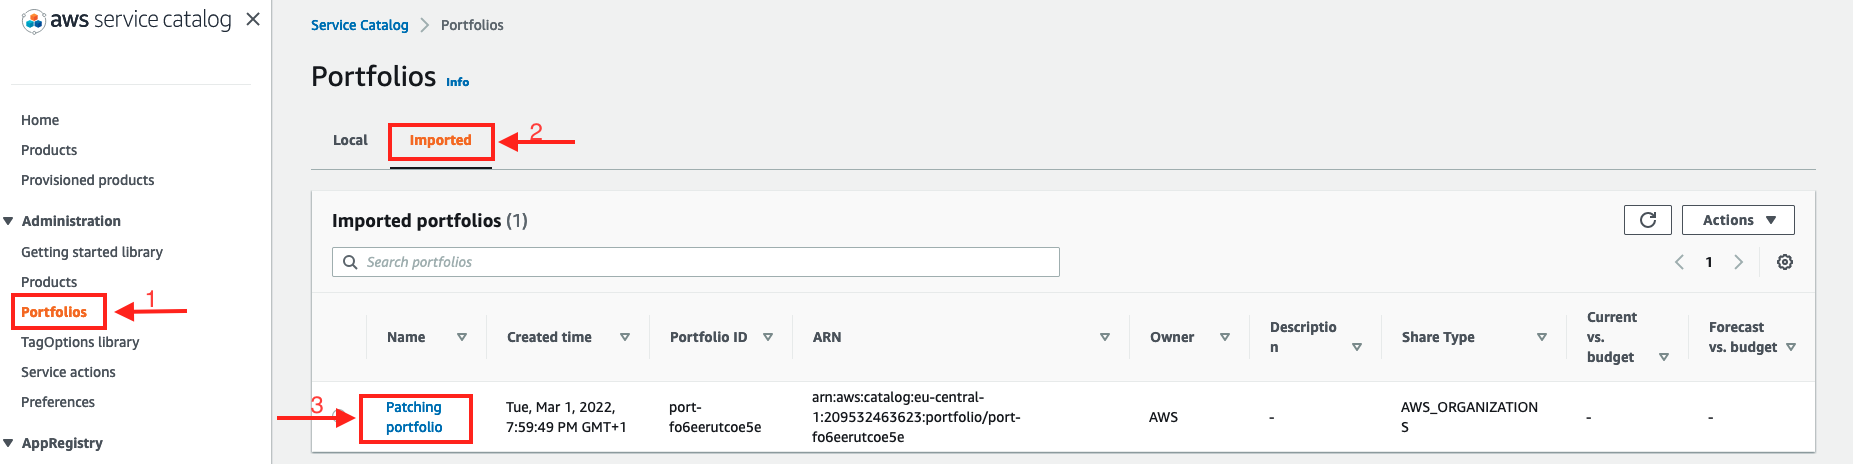 aws service catalog
Home
Products
Provisioned products
Administration
Getting started library
Products
Portfolios
1
TagOptions library
Service actions
Preferences
AppRegistry
Service Catalog > Portfolios
Portfolios Info
Local
Imported
2
Imported portfolios (1)
Actions
Search portfolios
1
Name
Created time
Portfolio ID
ARN
Owner
Descriptio
n
Share Type
Current
vs.
budget
Forecast
vs. budget
3
Patching
portfolio
Tue, Mar 1, 2022,
7:59:49 PM GMT+1
port-
fo6eerutcoe5e
arn:aws:catalog:eu-central-
1:209532463623:portfolio/port-
fo6eerutcoe5e
AWS
-
AWS_ORGANIZATION
S
-
-